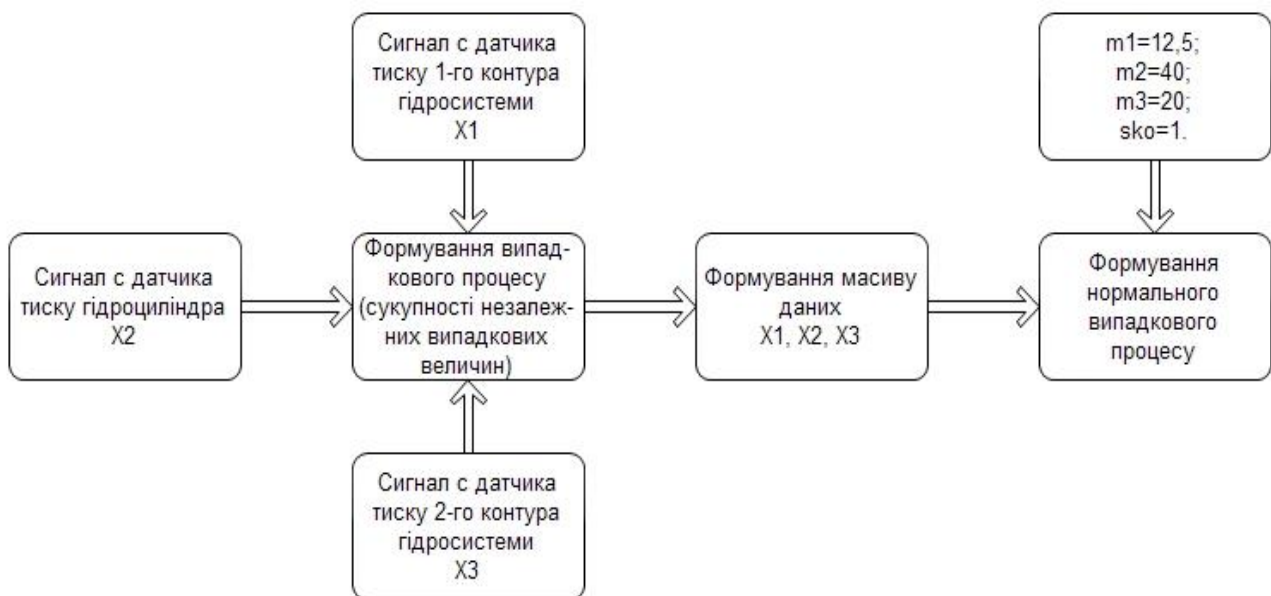 Сигнал с датчика
тиску 1-го контура
гідросистеми
X1
m1=12,5;
m2=40;
m3=20;
sko=1.
Сигнал с датчика
тиску гідроциліндра
X2
Формування випад-
кового процесу
(сукупності незалеж-
них випадкових
величин)
Формування масиву
даних
X1, X2, X3
Формування
нормального
випадкового
процесу
Сигнал с датчика
тиску 2-го контура
гідросистеми
X3